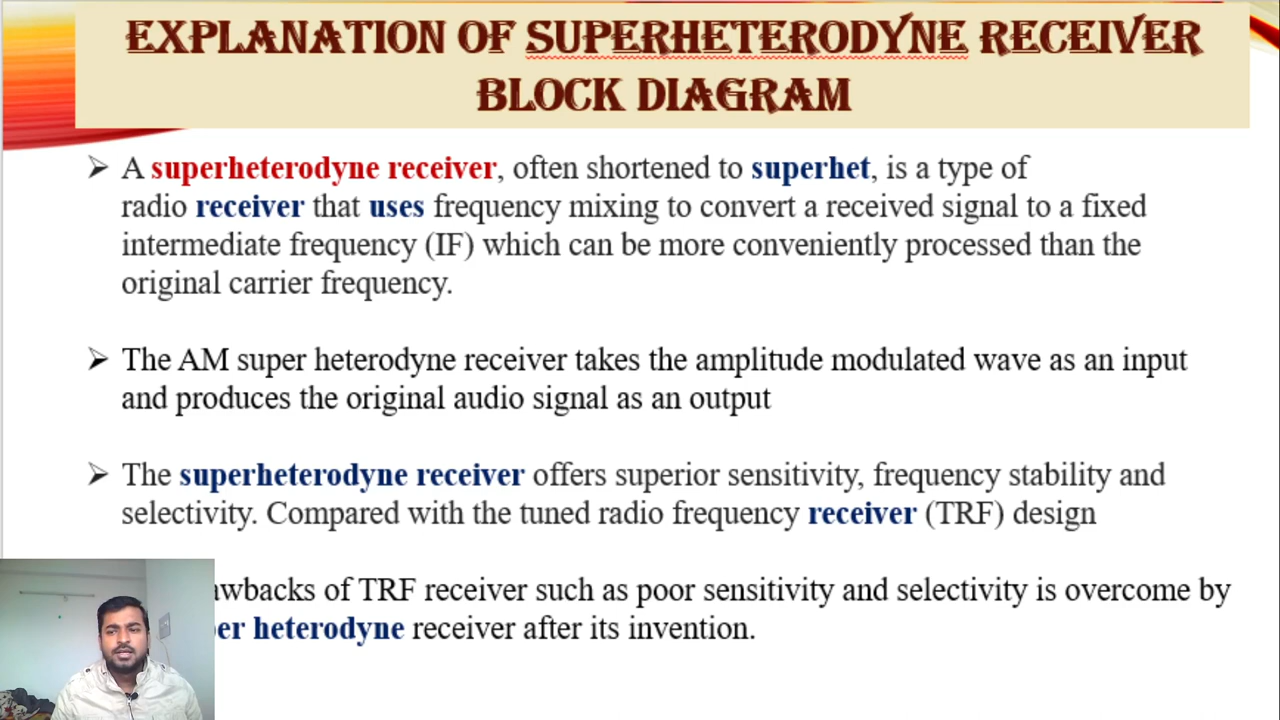 EXPLANATION OF SUPERHETERODYNE RECEIVER
BLOCK DIAGRAM
➢ A superheterodyne receiver, often shortened to superhet, is a type of
radio receiver that uses frequency mixing to convert a received signal to a fixed
intermediate frequency (IF) which can be more conveniently processed than the
original carrier frequency.
➢ The AM super heterodyne receiver takes the amplitude modulated wave as an input
and produces the original audio signal as an output
➢ The superheterodyne receiver offers superior sensitivity, frequency stability and
selectivity. Compared with the tuned radio frequency receiver (TRF) design
of TRF receiver such as poor sensitivity and selectivity is overcome by
heterodyne receiver after its invention.